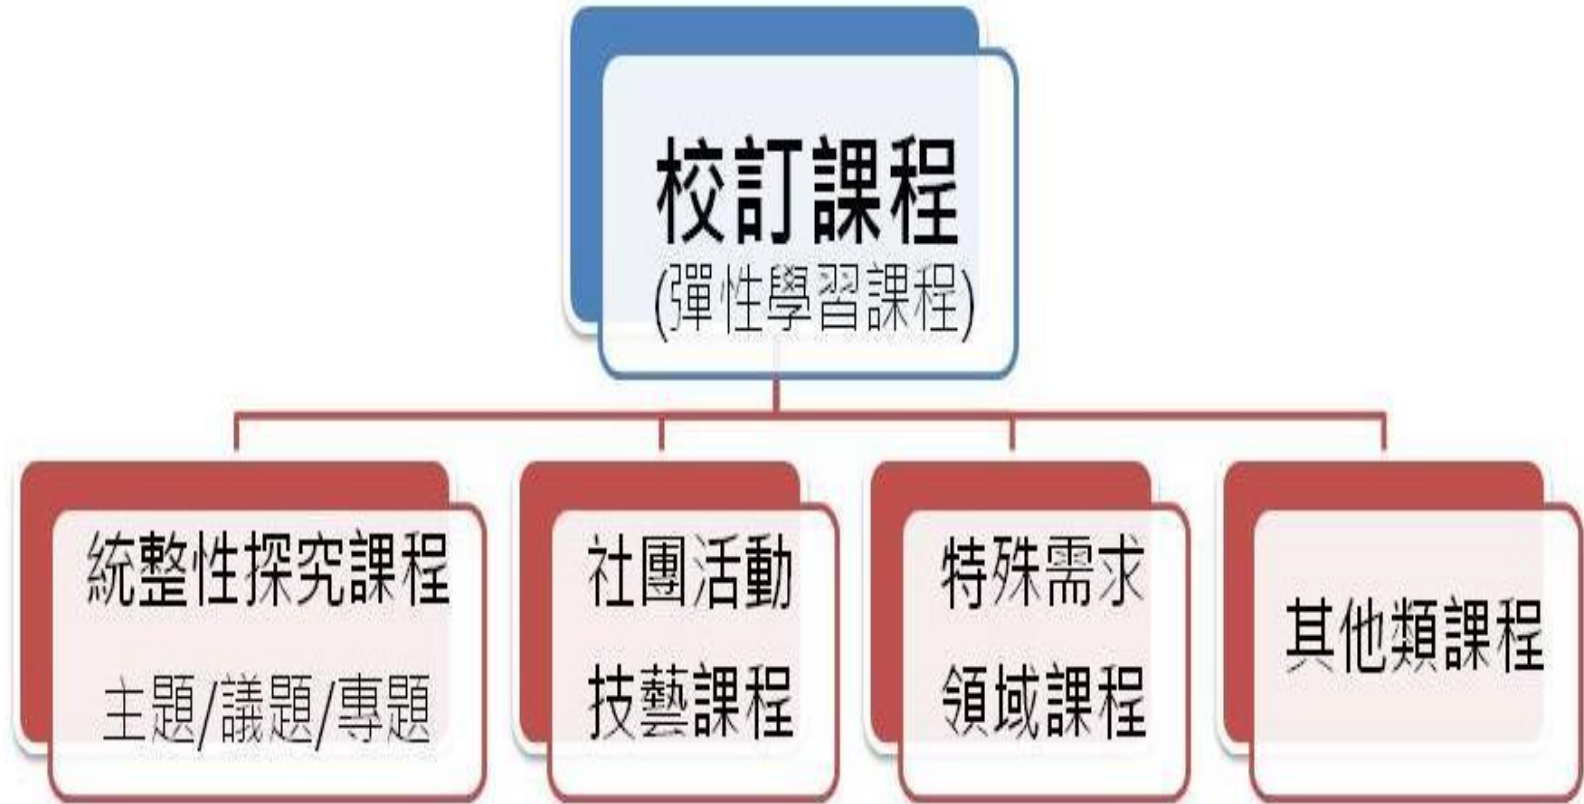 校訂課程
(彈性學習課程)
統整性探究課程
主題/議題/專題
社團活動
技藝課程
特殊需求
領域課程
其他類課程